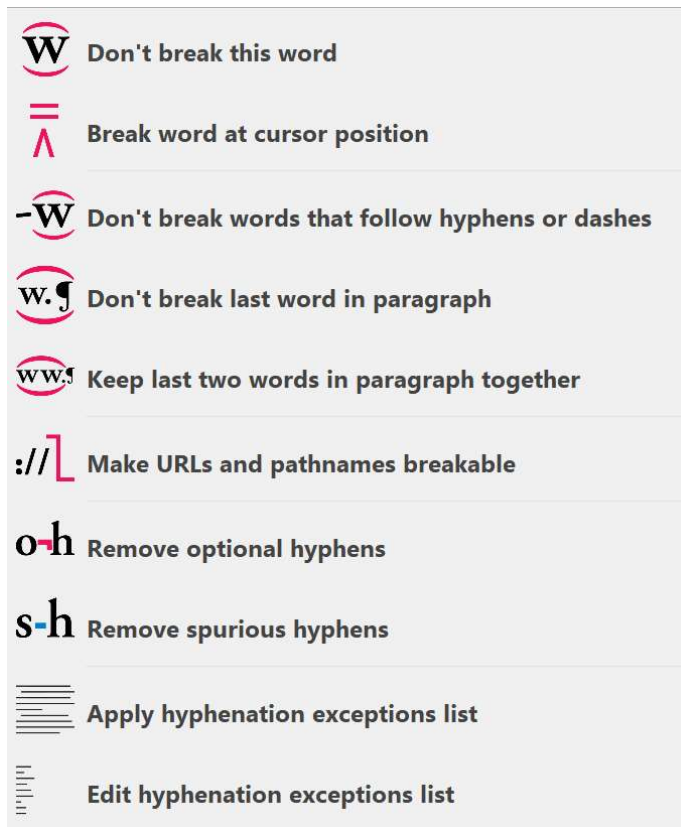 w Don't break this word
Break word at cursor position
-w Don't break words that follow hyphens or dashes
w.¶ Don't break last word in paragraph
ww.¶ Keep last two words in paragraph together
:// Make URLs and pathnames breakable
o¬h Remove optional hyphens
s-h Remove spurious hyphens
Apply hyphenation exceptions list
Edit hyphenation exceptions list